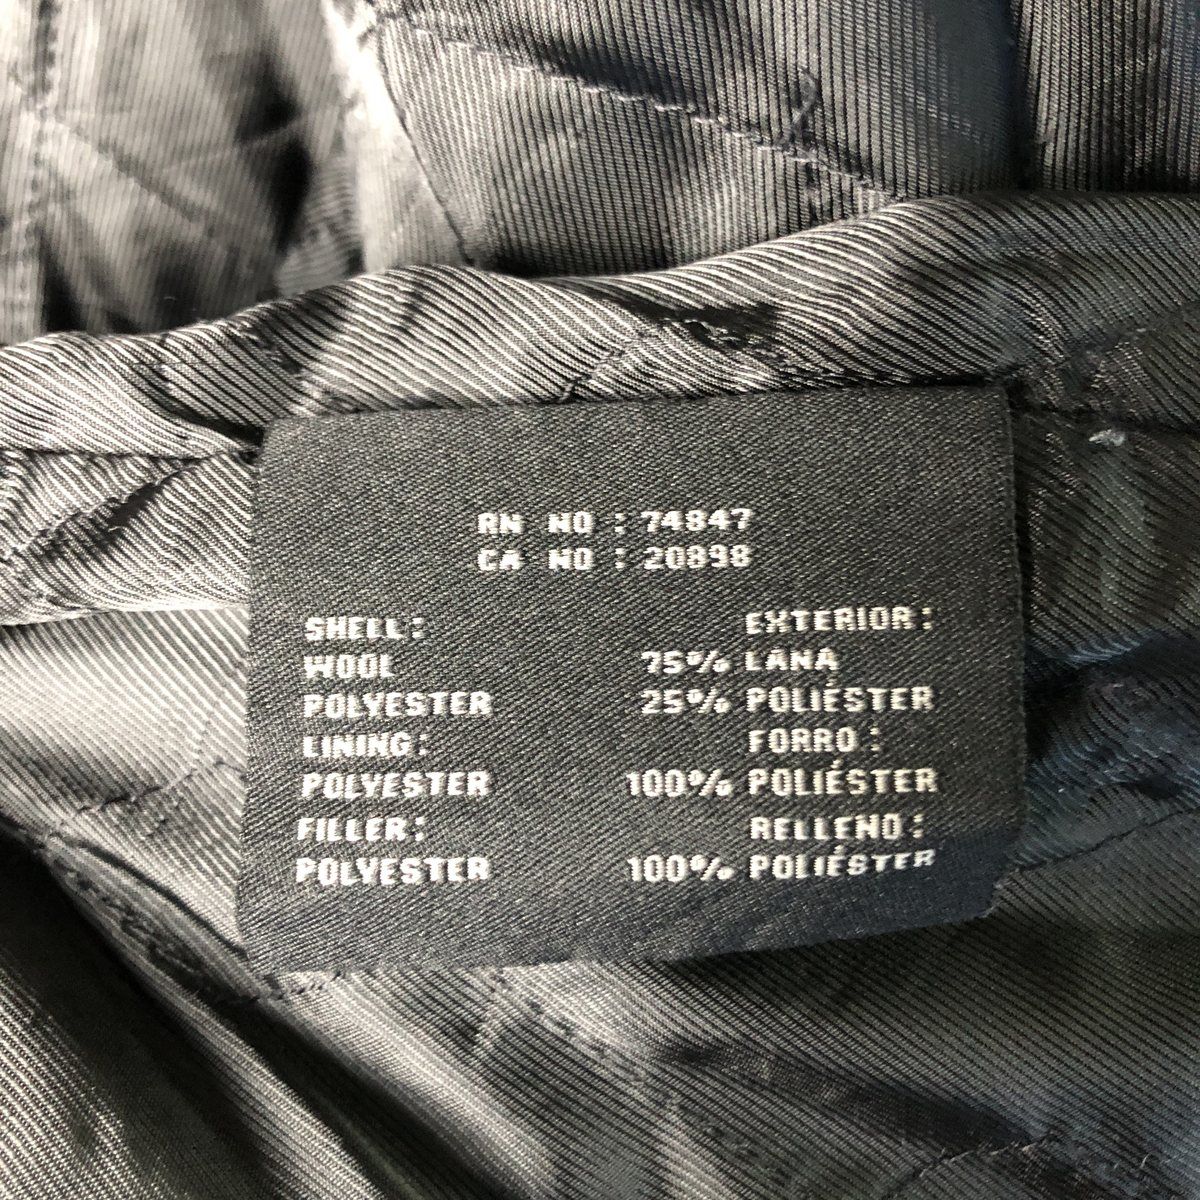 RN NO : 74847
CA NO : 20898
SHELL: EXTERIOR:
WOOL 75% LANA
POLYESTER 25% POLIÉSTER
LINING: FORRO:
POLYESTER 100% POLIÉSTER
FILLER: RELLENO:
POLYESTER 100% POLIÉSTER